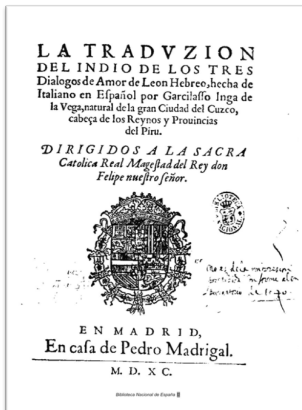 LA TRADVZION
DEL INDIO DE LOS TRES
Dialogos de Amor de Leon Hebreo, hecha de
Italiano en Español por Garcilasso Inga de
la Vega, natural de la gran Ciudad del Cuzco,
cabeça de los Reynos y Prouincias
del Piru.
DIRIGIDOS A LA SACRA
Catolica Real Magestad del Rey don
Felipe nuestro señor.
EN MADRID,
En casa de Pedro Madrigal.
M. D. XC.
Biblioteca Nacional de España